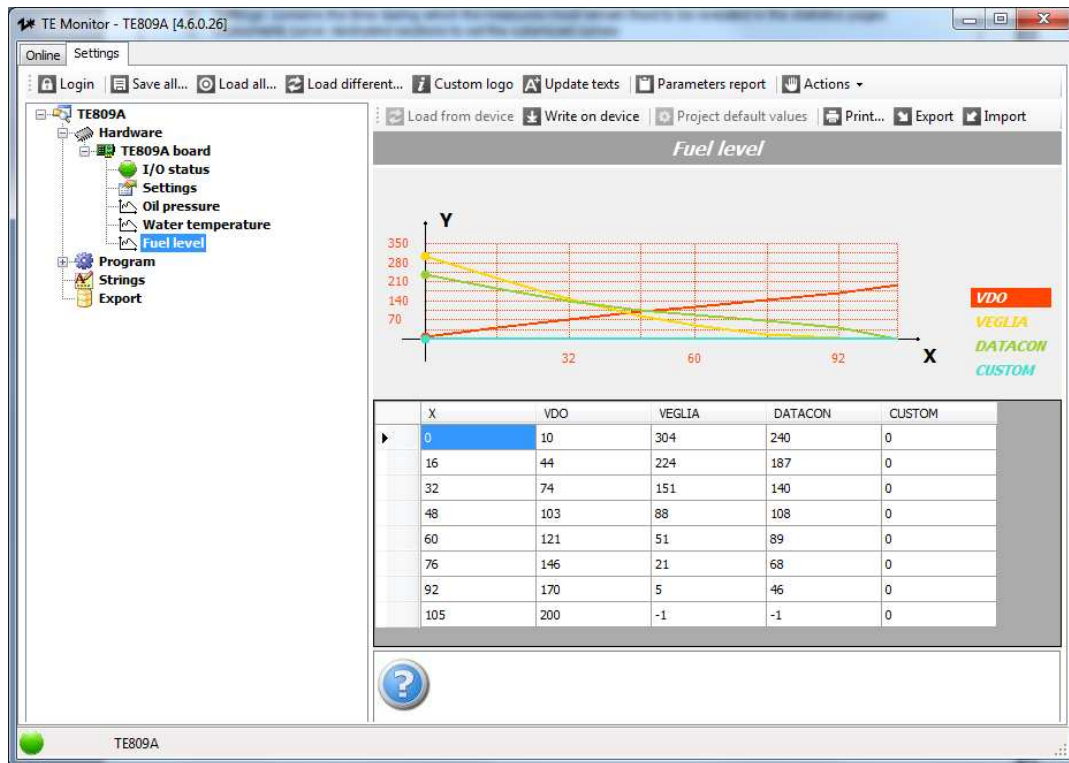 TE Monitor - TE809A [4.6.0.26]
Online Settings
Login Save all... Load all... Load different... Custom logo Update texts Parameters report Actions
TE809A
Hardware
TE809A board
I/O status
Settings
Oil pressure
Water temperature
Fuel level
Program
Strings
Export
Load from device Write on device Project default values Print... Export Import
Fuel level
Y
350
280
210
140
70
32 60 92 X
VDO
VEGLIA
DATACON
CUSTOM
X VDO VEGLIA DATACON CUSTOM
0 10 304 240 0
16 44 224 187 0
32 74 151 140 0
48 103 88 108 0
60 121 51 89 0
76 146 21 68 0
92 170 5 46 0
105 200 -1 -1 0
TE809A